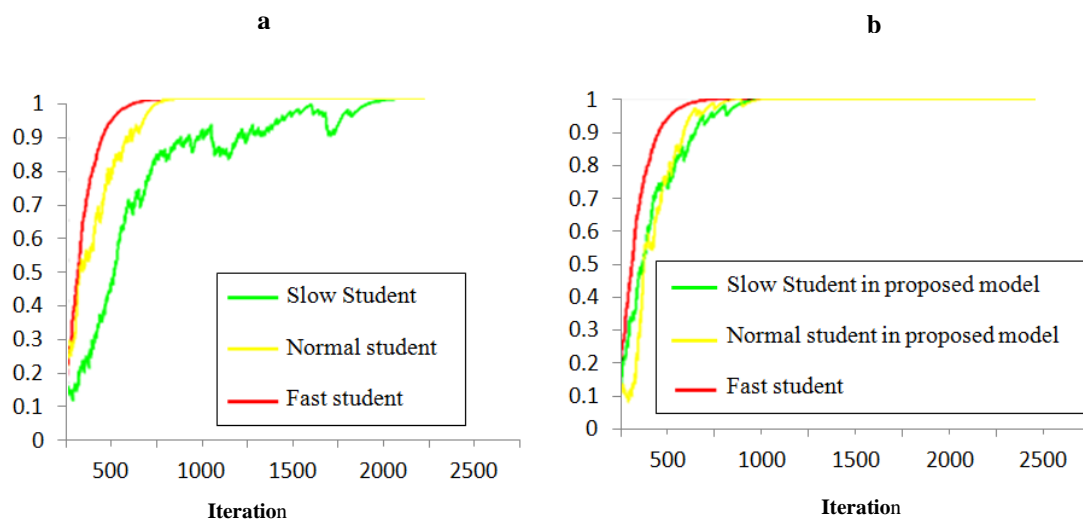 a
1
0.9
0.8
0.7
0.6
0.5
0.4
0.3
0.2
0.1
0
500 1000 1500 2000 2500
Iteration
Slow Student
Normal student
Fast student
b
1
0.9
0.8
0.7
0.6
0.5
0.4
0.3
0.2
0.1
0
500 1000 1500 2000 2500
Iteration
Slow Student in proposed model
Normal student in proposed model
Fast student